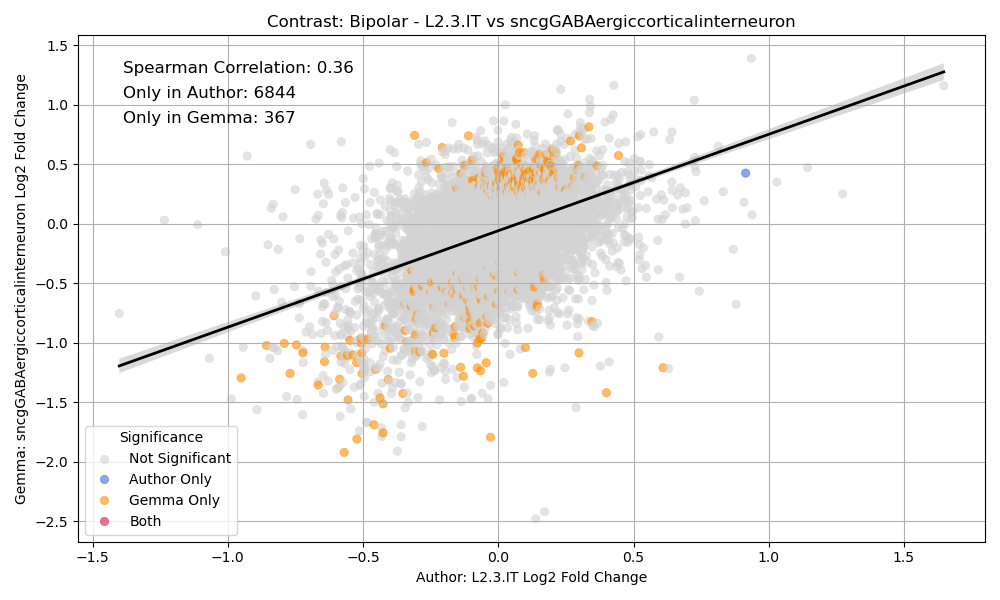 Contrast: Bipolar - L2.3.IT vs sncgGABAergiccorticalinterneuron
Spearman Correlation: 0.36
Only in Author: 6844
Only in Gemma: 367
Gemma: sncgGABAergiccorticalinterneuron Log2 Fold Change
1.5
1.0
0.5
0.0
−0.5
−1.0
−1.5
−2.0
−2.5
Significance
Not Significant
Author Only
Gemma Only
Both
−1.5
−1.0
−0.5
0.0
0.5
1.0
1.5
Author: L2.3.IT Log2 Fold Change